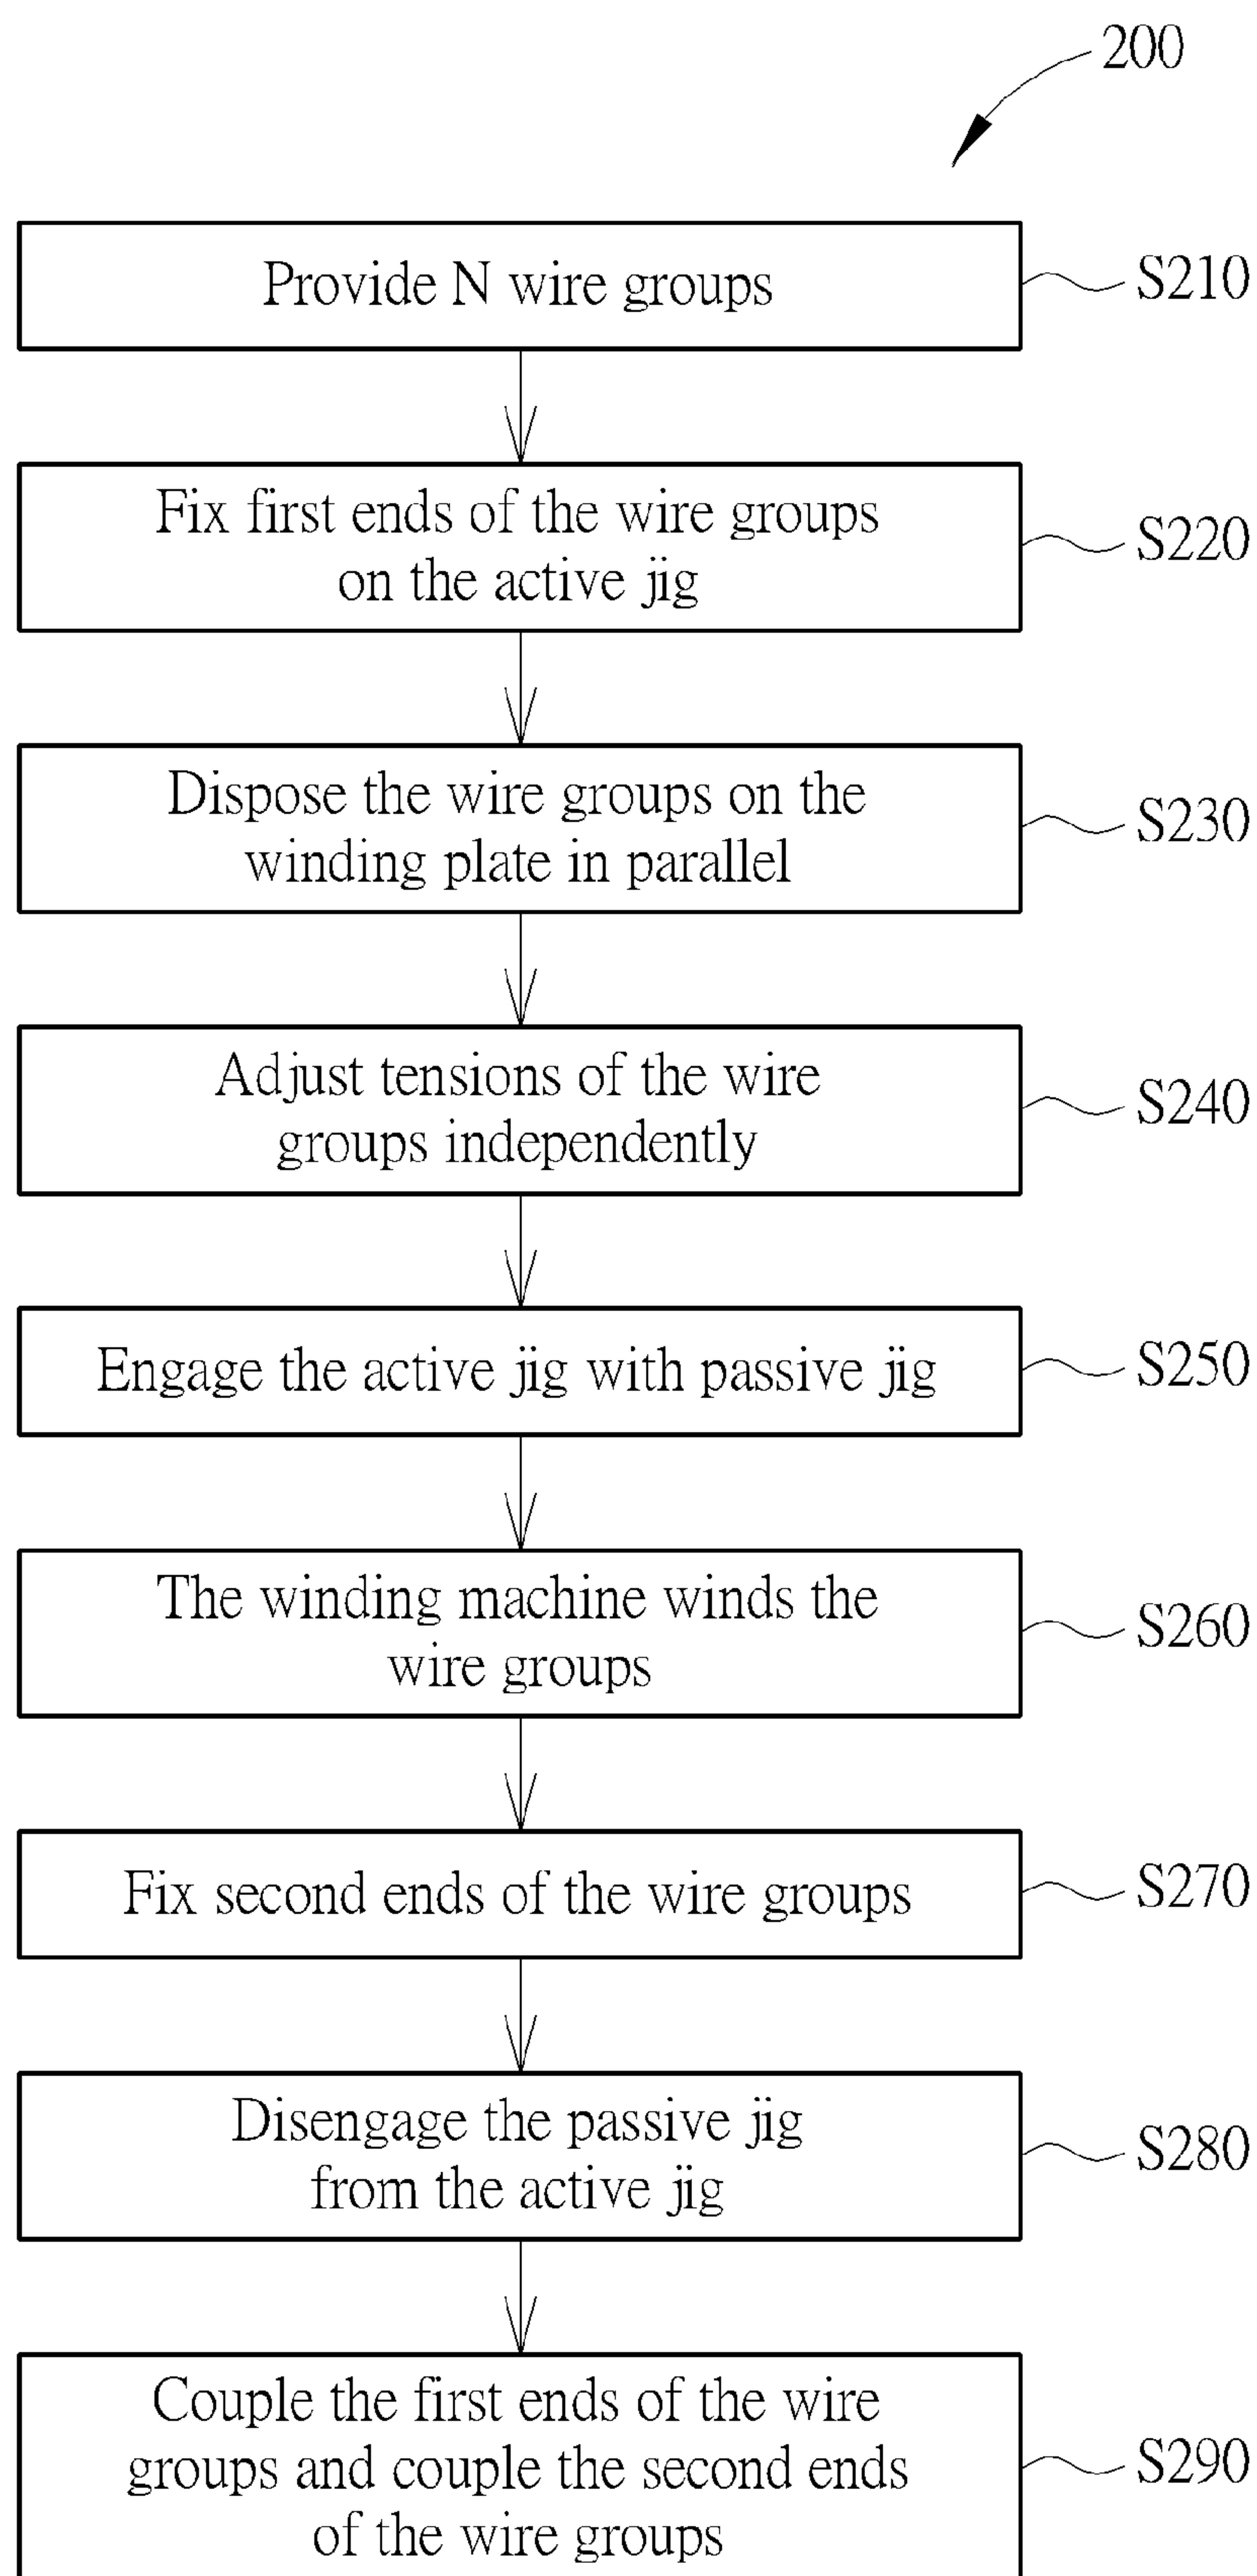 200
Provide N wire groups
S210
Fix first ends of the wire groups
on the active jig
S220
Dispose the wire groups on the
winding plate in parallel
S230
Adjust tensions of the wire
groups independently
S240
Engage the active jig with passive jig
S250
The winding machine winds the
wire groups
S260
Fix second ends of the wire groups
S270
Disengage the passive jig
from the active jig
S280
Couple the first ends of the wire
groups and couple the second ends
of the wire groups
S290